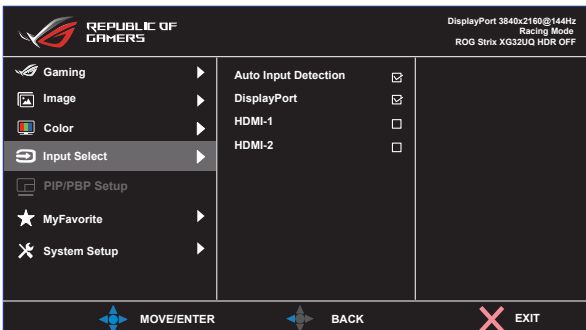 REPUBLIC OF
GAMERS
DisplayPort 3840x2160@144Hz
Racing Mode
ROG Strix XG32UQ HDR OFF
Gaming
Image
Color
Input Select
PIP/PBP Setup
MyFavorite
System Setup
Auto Input Detection
DisplayPort
HDMI-1
HDMI-2
MOVE/ENTER
BACK
EXIT